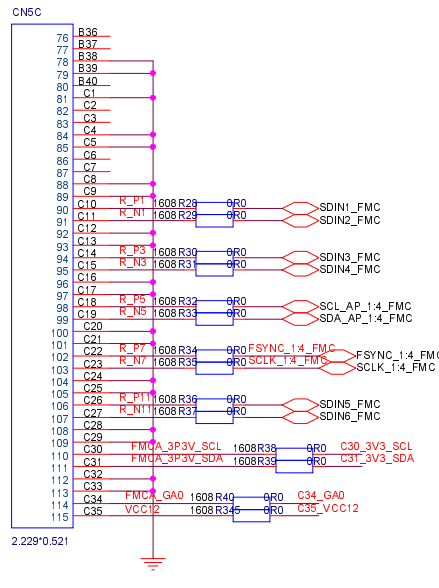 CN5C
76 B36
77 B37
78 B38
79 B39
80 B40
81 C1
82 C2
83 C3
84 C4
85 C5
86 C6
87 C7
88 C8
89 C9
90 C10 R_P1 1608 R28 0R0 SDIN1_FMC
91 C11 R_N1 1608 R29 0R0 SDIN2_FMC
92 C12
93 C13
94 C14 R_P3 1608 R30 0R0 SDIN3_FMC
95 C15 R_N3 1608 R31 0R0 SDIN4_FMC
96 C16
97 C17
98 C18 R_P5 1608 R32 0R0 SCL_AP_1:4_FMC
99 C19 R_N5 1608 R33 0R0 SDA_AP_1:4_FMC
100 C20
101 C21
102 C22 R_P7 1608 R34 0R0 FSYNC_1:4_FMC FSYNC_1:4_FMC
103 C23 R_N7 1608 R35 0R0 SCLK_1:4_FMC SCLK_1:4_FMC
104 C24
105 C25
106 C26 R_P11 1608 R36 0R0 SDIN5_FMC
107 C27 R_N11 1608 R37 0R0 SDIN6_FMC
108 C28
109 C29
110 C30 FMCA_3P3V_SCL 1608 R38 0R0 C30_3V3_SCL
111 C31 FMCA_3P3V_SDA 1608 R39 0R0 C31_3V3_SDA
112 C32
113 C33
114 C34 FMCA_GA0 1608 R40 0R0 C34_GA0
115 C35 VCC12 1608 R345 0R0 C35_VCC12
2.229*0.521